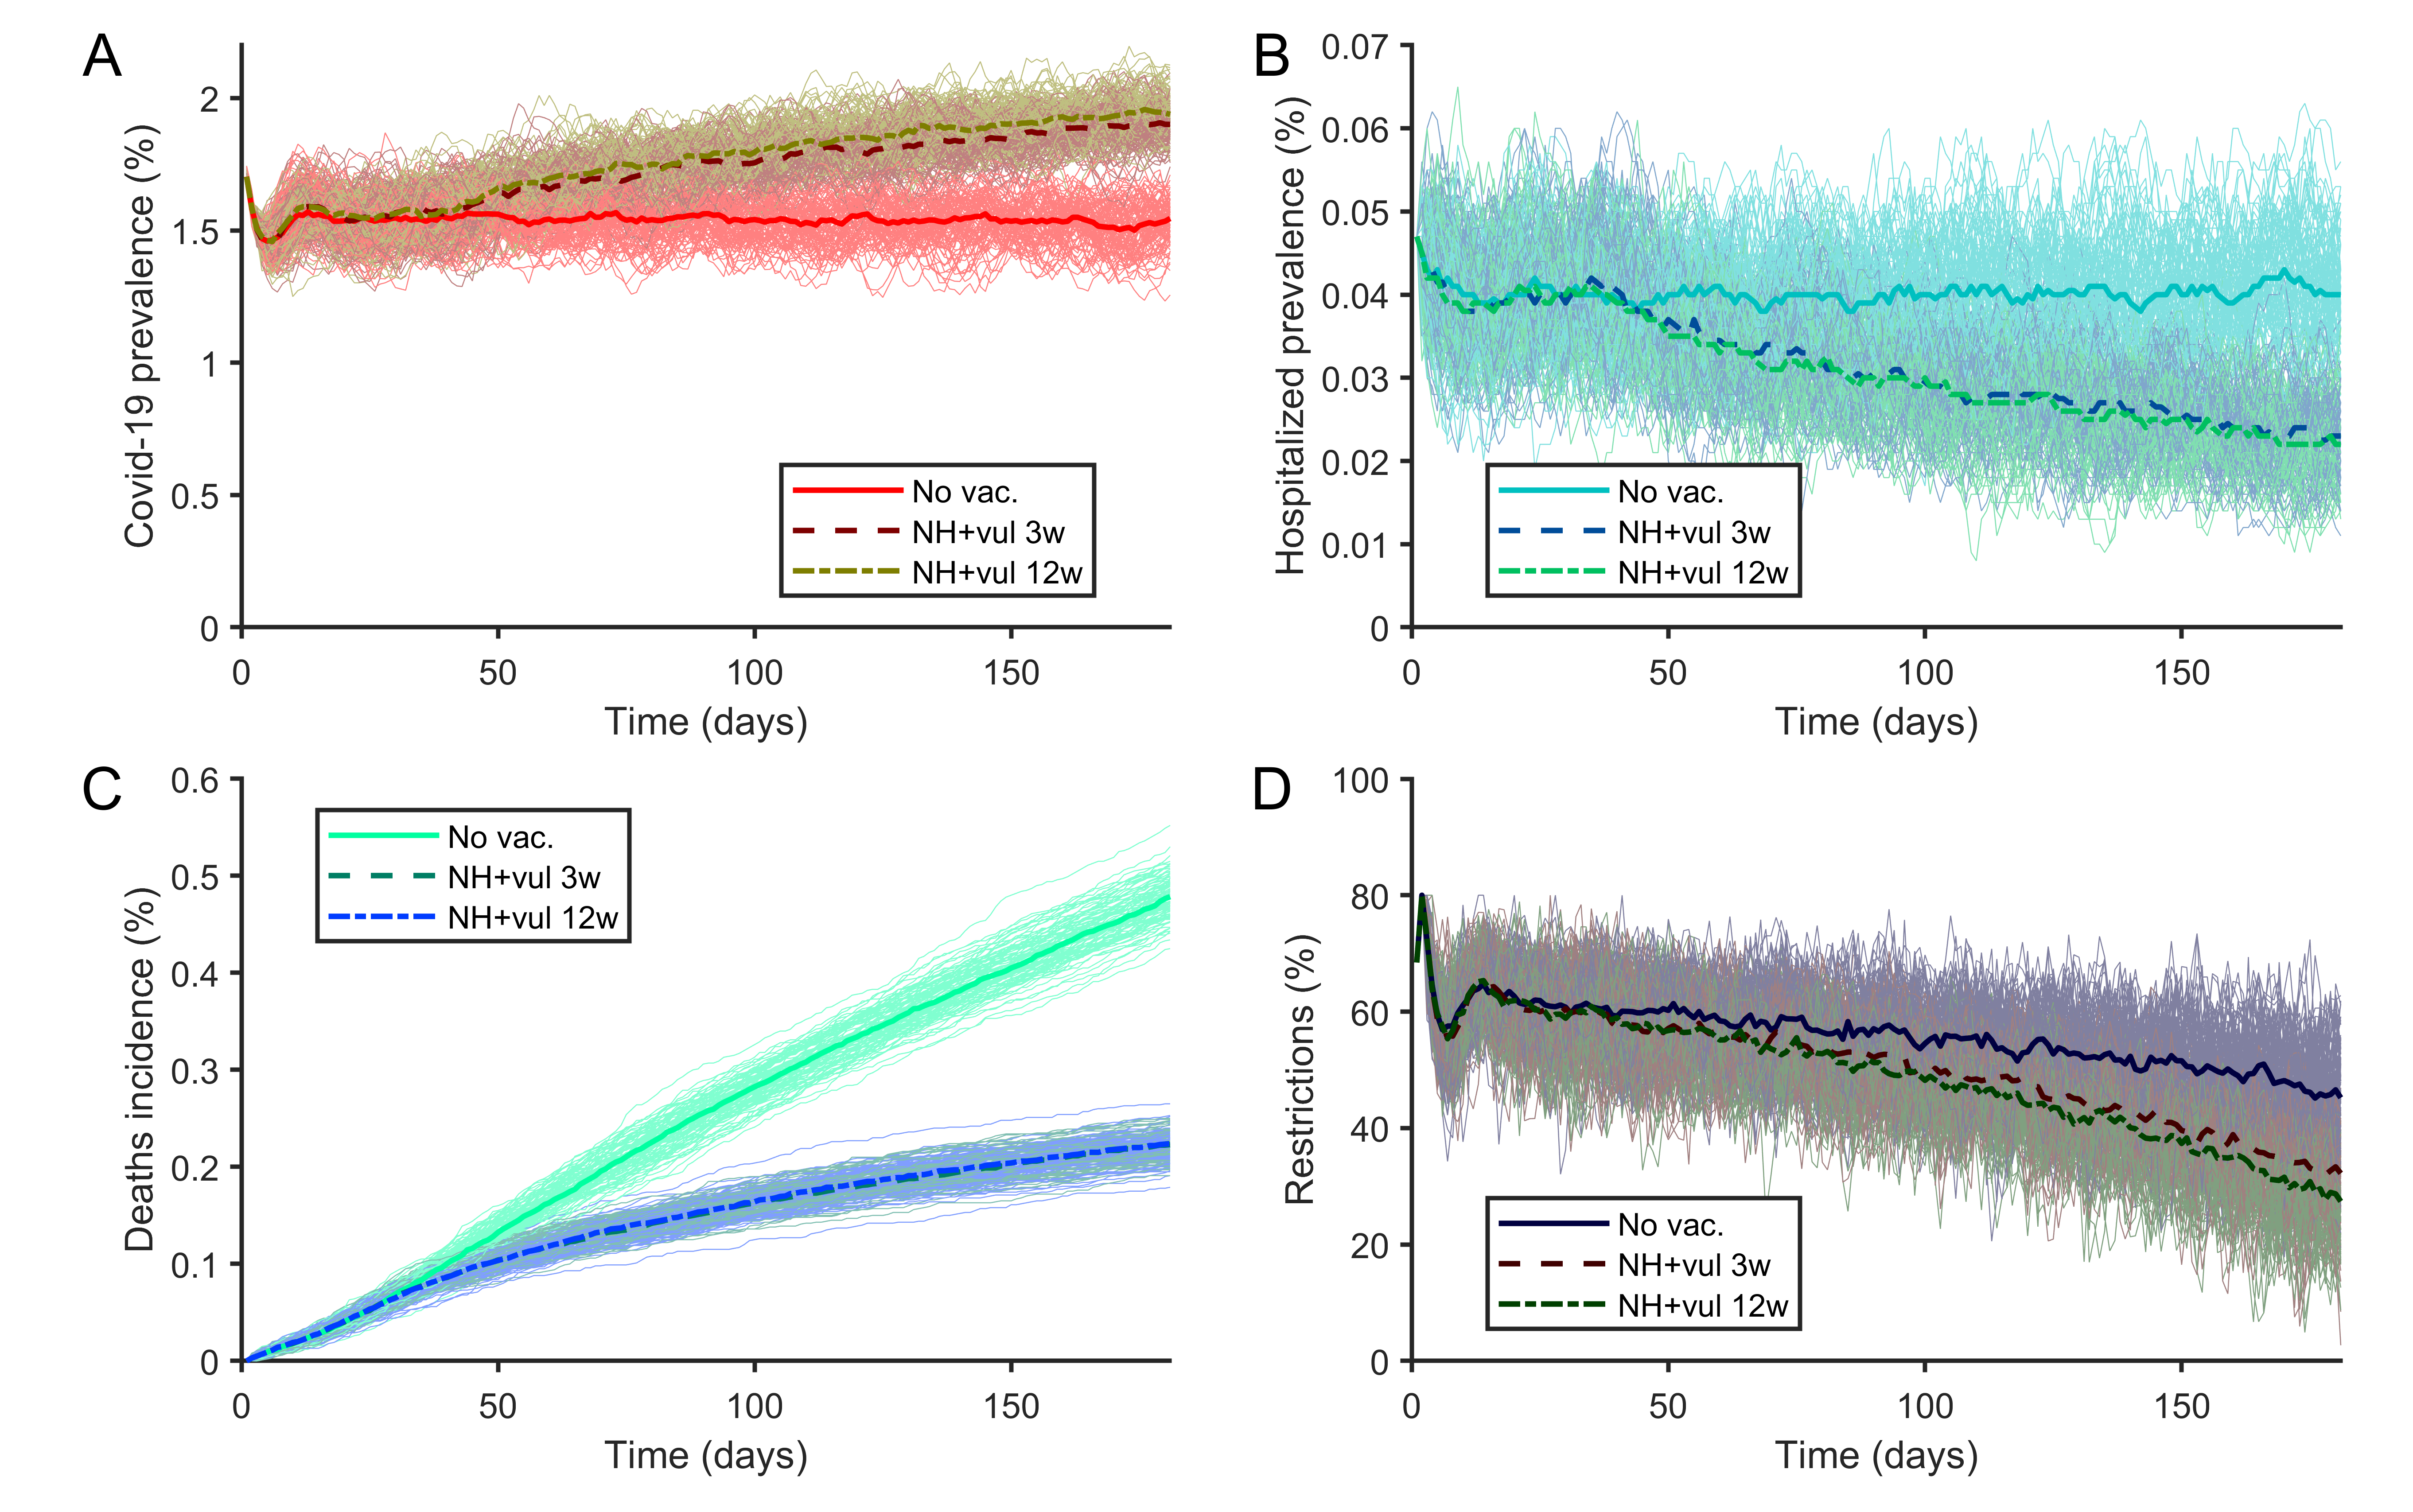 A
Covid-19 prevalence (%)
2
1.5
1
0.5
0
0 50 100 150
Time (days)
No vac.
NH+vul 3w
NH+vul 12w
B
Hospitalized prevalence (%)
0.07
0.06
0.05
0.04
0.03
0.02
0.01
0
0 50 100 150
Time (days)
No vac.
NH+vul 3w
NH+vul 12w
C
Deaths incidence (%)
0.6
0.5
0.4
0.3
0.2
0.1
0
0 50 100 150
Time (days)
No vac.
NH+vul 3w
NH+vul 12w
D
Restrictions (%)
100
80
60
40
20
0
0 50 100 150
Time (days)
No vac.
NH+vul 3w
NH+vul 12w